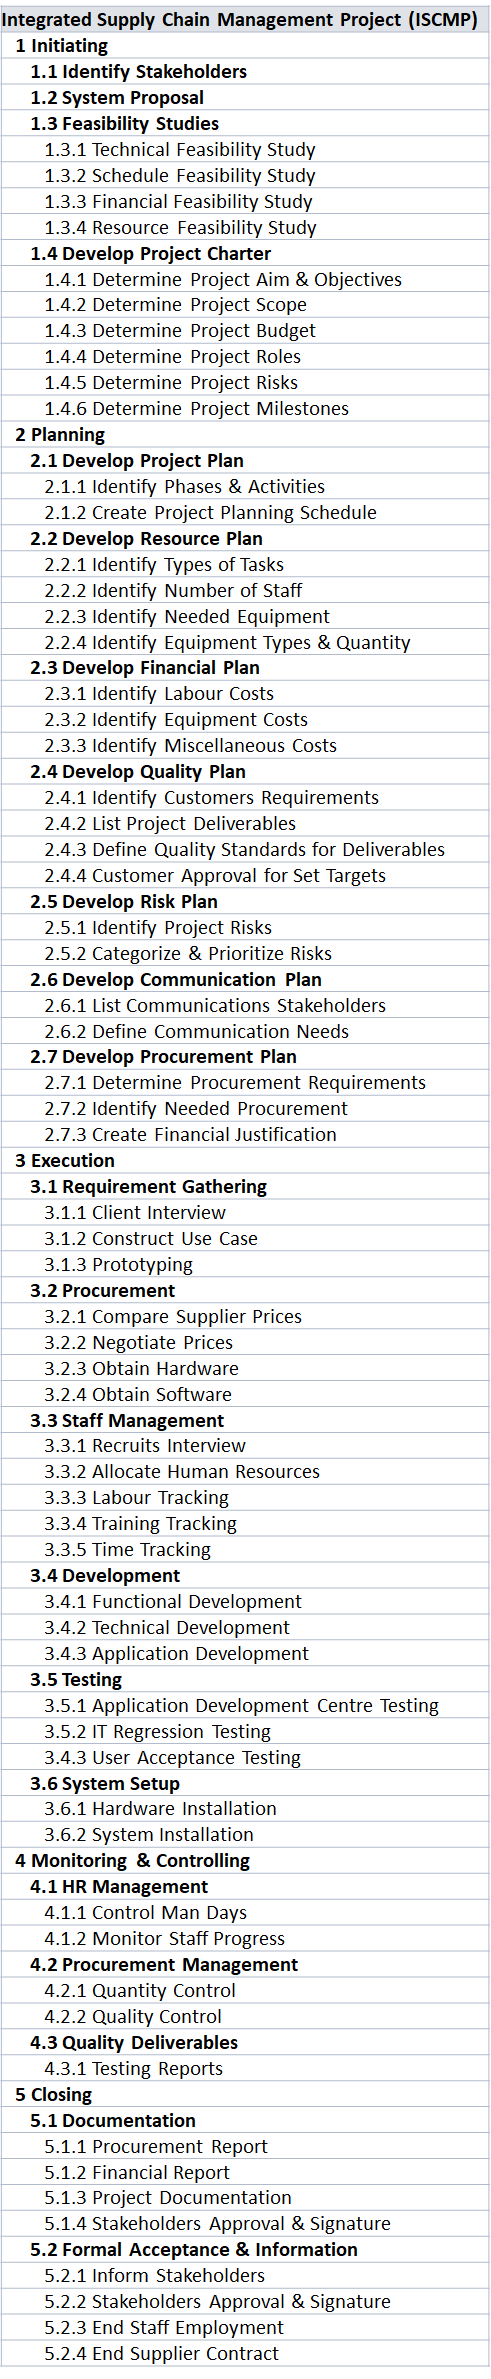 Integrated Supply Chain Management Project (ISCMP)
1 Initiating
1.1 Identify Stakeholders
1.2 System Proposal
1.3 Feasibility Studies
1.3.1 Technical Feasibility Study
1.3.2 Schedule Feasibility Study
1.3.3 Financial Feasibility Study
1.3.4 Resource Feasibility Study
1.4 Develop Project Charter
1.4.1 Determine Project Aim & Objectives
1.4.2 Determine Project Scope
1.4.3 Determine Project Budget
1.4.4 Determine Project Roles
1.4.5 Determine Project Risks
1.4.6 Determine Project Milestones
2 Planning
2.1 Develop Project Plan
2.1.1 Identify Phases & Activities
2.1.2 Create Project Planning Schedule
2.2 Develop Resource Plan
2.2.1 Identify Types of Tasks
2.2.2 Identify Number of Staff
2.2.3 Identify Needed Equipment
2.2.4 Identify Equipment Types & Quantity
2.3 Develop Financial Plan
2.3.1 Identify Labour Costs
2.3.2 Identify Equipment Costs
2.3.3 Identify Miscellaneous Costs
2.4 Develop Quality Plan
2.4.1 Identify Customers Requirements
2.4.2 List Project Deliverables
2.4.3 Define Quality Standards for Deliverables
2.4.4 Customer Approval for Set Targets
2.5 Develop Risk Plan
2.5.1 Identify Project Risks
2.5.2 Categorize & Prioritize Risks
2.6 Develop Communication Plan
2.6.1 List Communications Stakeholders
2.6.2 Define Communication Needs
2.7 Develop Procurement Plan
2.7.1 Determine Procurement Requirements
2.7.2 Identify Needed Procurement
2.7.3 Create Financial Justification
3 Execution
3.1 Requirement Gathering
3.1.1 Client Interview
3.1.2 Construct Use Case
3.1.3 Prototyping
3.2 Procurement
3.2.1 Compare Supplier Prices
3.2.2 Negotiate Prices
3.2.3 Obtain Hardware
3.2.4 Obtain Software
3.3 Staff Management
3.3.1 Recruits Interview
3.3.2 Allocate Human Resources
3.3.3 Labour Tracking
3.3.4 Training Tracking
3.3.5 Time Tracking
3.4 Development
3.4.1 Functional Development
3.4.2 Technical Development
3.4.3 Application Development
3.5 Testing
3.5.1 Application Development Centre Testing
3.5.2 IT Regression Testing
3.4.3 User Acceptance Testing
3.6 System Setup
3.6.1 Hardware Installation
3.6.2 System Installation
4 Monitoring & Controlling
4.1 HR Management
4.1.1 Control Man Days
4.1.2 Monitor Staff Progress
4.2 Procurement Management
4.2.1 Quantity Control
4.2.2 Quality Control
4.3 Quality Deliverables
4.3.1 Testing Reports
5 Closing
5.1 Documentation
5.1.1 Procurement Report
5.1.2 Financial Report
5.1.3 Project Documentation
5.1.4 Stakeholders Approval & Signature
5.2 Formal Acceptance & Information
5.2.1 Inform Stakeholders
5.2.2 Stakeholders Approval & Signature
5.2.3 End Staff Employment
5.2.4 End Supplier Contract